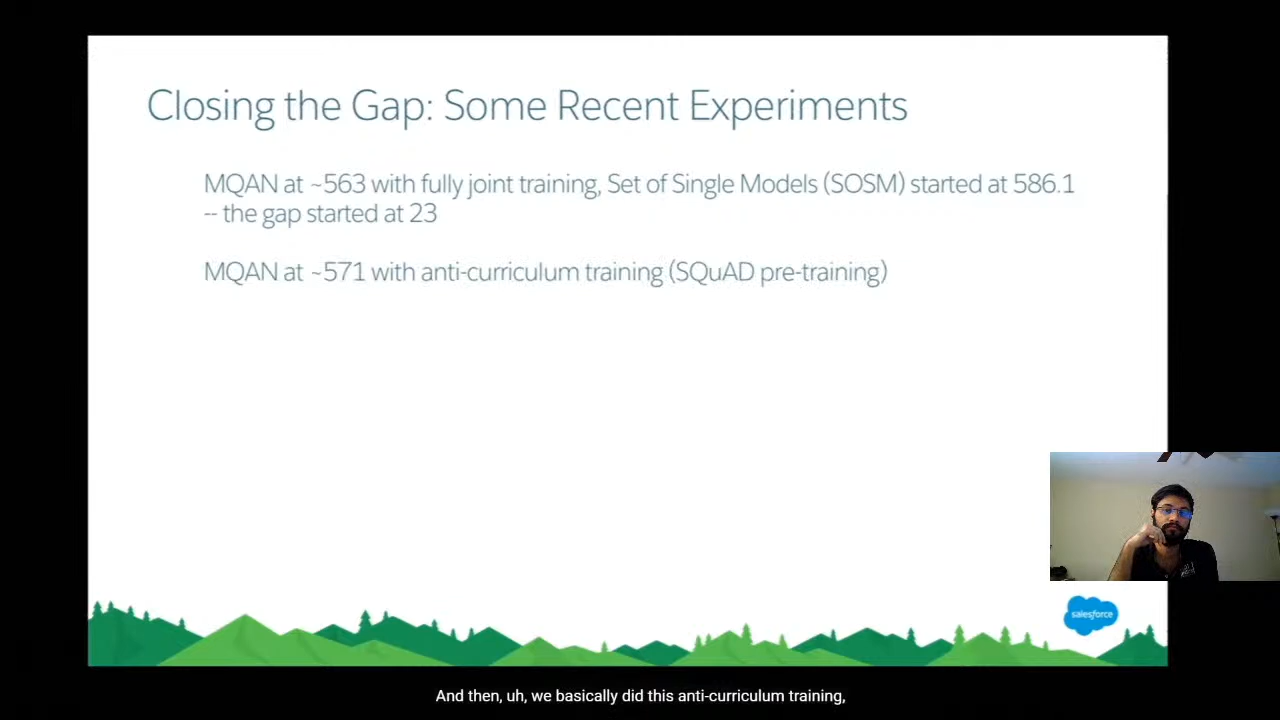 Closing the Gap: Some Recent Experiments
MQAN at ~563 with fully joint training, Set of Single Models (SOSM) started at 586.1
-- the gap started at 23
MQAN at ~571 with anti-curriculum training (SQuAD pre-training)
salesforce
And then, uh, we basically did this anti-curriculum training,